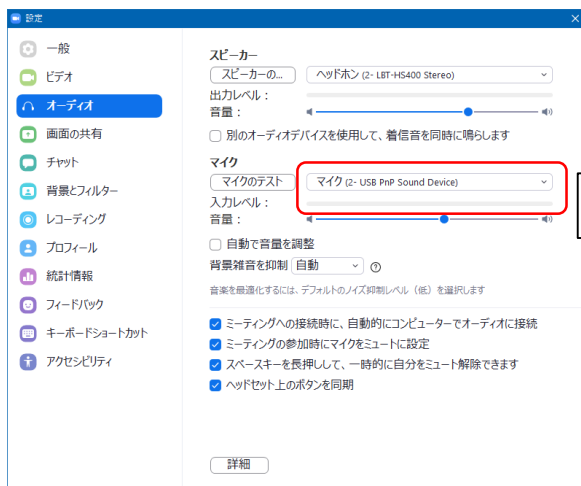 設定
一般
ビデオ
オーディオ
画面の共有
チャット
背景とフィルター
レコーディング
プロフィール
統計情報
フィードバック
キーボードショートカット
アクセシビリティ
スピーカー
スピーカーの...
ヘッドホン (2- LBT-HS400 Stereo)
出力レベル：
音量：
別のオーディオデバイスを使用して、着信音を同時に鳴らします
マイク
マイクのテスト
マイク (2- USB PnP Sound Device)
入力レベル：
音量：
自動で音量を調整
背景雑音を抑制 自動
音楽を最適化するには、デフォルトのノイズ抑制レベル（低）を選択します
ミーティングへの接続時に、自動的にコンピューターでオーディオに接続
ミーティングの参加時にマイクをミュートに設定
スペースキーを長押しして、一時的に自分をミュート解除できます
ヘッドセット上のボタンを同期
詳細